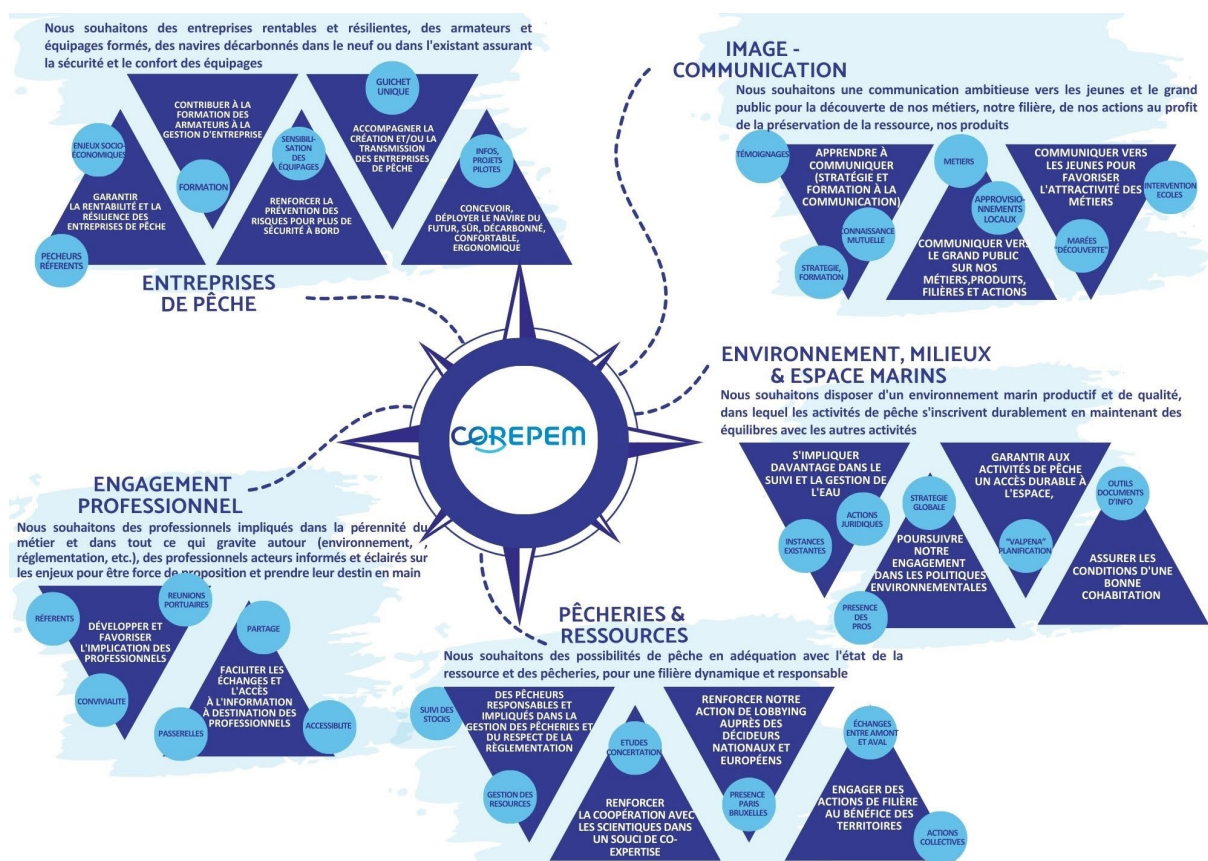 Nous souhaitons des entreprises rentables et résilientes, des armateurs et
équipages formés, des navires décarbonnés dans le neuf ou dans l'existant assurant
la sécurité et le confort des équipages
ENJEUX SOCIO-
ÉCONOMIQUES
GARANTIR
LA RENTABILITÉ ET LA
RÉSILIENCE DES
ENTREPRISES DE PÊCHE
PECHEURS
RÉFERENTS
CONTRIBUER À LA
FORMATION DES
ARMATEURS À LA
GESTION D'ENTREPRISE
FORMATION
SENSIBILI-
SATION
DES
ÉQUIPAGES
RENFORCER LA
PRÉVENTION DES
RISQUES POUR PLUS DE
SÉCURITÉ À BORD
GUICHET
UNIQUE
ACCOMPAGNER LA
CRÉATION ET/OU LA
TRANSMISSION
DES ENTREPRISES
DE PÊCHE
INFOS,
PROJETS
PILOTES
CONCEVOIR,
DÉPLOYER LE NAVIRE DU
FUTUR, SÛR, DÉCARBONNÉ,
CONFORTABLE,
ERGONOMIQUE
ENTREPRISES
DE PÊCHE
IMAGE -
COMMUNICATION
Nous souhaitons une communication ambitieuse vers les jeunes et le grand
public pour la découverte de nos métiers, notre filière, de nos actions au profit
de la préservation de la ressource, nos produits
TÉMOIGNAGES
APPRENDRE À
COMMUNIQUER
(STRATÉGIE ET
FORMATION À LA
COMMUNICATION)
CONNAISSANCE
MUTUELLE
STRATEGIE,
FORMATION
METIERS
APPROVISIO-
NNEMENTS
LOCAUX
COMMUNIQUER VERS
LE GRAND PUBLIC
SUR NOS
MÉTIERS,PRODUITS,
FILIÈRES ET ACTIONS
COMMUNIQUER VERS
LES JEUNES POUR
FAVORISER
L'ATTRACTIVITÉ DES
MÉTIERS
INTERVENTION
ECOLES
MARÉES
"DÉCOUVERTE"
ENVIRONNEMENT, MILIEUX
& ESPACE MARINS
Nous souhaitons disposer d'un environnement marin productif et de qualité,
dans lequel les activités de pêche s'inscrivent durablement en maintenant des
équilibres avec les autres activités
S'IMPLIQUER
DAVANTAGE DANS LE
SUIVI ET LA GESTION DE
L'EAU
ACTIONS
JURIDIQUES
INSTANCES
EXISTANTES
STRATEGIE
GLOBALE
POURSUIVRE
NOTRE
ENGAGEMENT
DANS LES POLITIQUES
ENVIRONNEMENTALES
PRESENCE
DES
PROS
GARANTIR AUX
ACTIVITÉS DE PÊCHE
UN ACCÈS DURABLE À
L'ESPACE,
"VALPENA"
PLANIFICATION
OUTILS
DOCUMENTS
D'INFO
ASSURER LES
CONDITIONS D'UNE
BONNE
COHABITATION
COREPEM
ENGAGEMENT
PROFESSIONNEL
Nous souhaitons des professionnels impliqués dans la pérennité du
métier et dans tout ce qui gravite autour (environnement, ,
réglementation, etc.), des professionnels acteurs informés et éclairés sur
les enjeux pour être force de proposition et prendre leur destin en main
RÉFERENTS
REUNIONS
PORTUAIRES
DÉVELOPPER ET
FAVORISER
L'IMPLICATION DES
PROFESSIONNELS
CONVIVIALITE
PARTAGE
FACILITER LES
ÉCHANGES ET
L'ACCÈS
À L'INFORMATION
À DESTINATION DES
PROFESSIONNELS
PASSERELLES
ACCESSIBLITE
PÊCHERIES &
RESSOURCES
Nous souhaitons des possibilités de pêche en adéquation avec l'état de la
ressource et des pêcheries, pour une filière dynamique et responsable
SUIVI DES
STOCKS
DES PÊCHEURS
RESPONSABLES ET
IMPLIQUÉS DANS LA
GESTION DES PÊCHERIES ET
DU RESPECT DE LA
RÈGLEMENTATION
GESTION DES
RESOURCES
ETUDES
CONCERTATION
RENFORCER
LA COOPÉRATION AVEC
LES SCIENTIQUES DANS
UN SOUCI DE CO-
EXPERTISE
RENFORCER NOTRE
ACTION DE LOBBYING
AUPRÈS DES
DÉCIDEURS
NATIONAUX ET
EUROPÉENS
PRESENCE PARIS
BRUXELLES
ÉCHANGES
ENTRE AMONT
ET AVAL
ENGAGER DES
ACTIONS DE FILIÈRE
AU BÉNÉFICE DES
TERRITOIRES
ACTIONS
COLLECTIVES